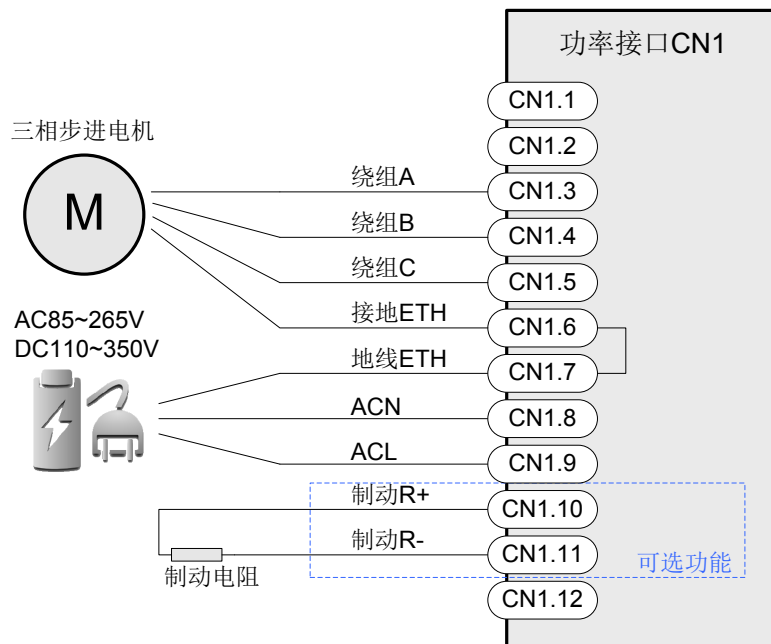 功率接口CN1
CN1.1
三相步进电机
CN1.2
M
绕组A
CN1.3
绕组B
CN1.4
绕组C
CN1.5
AC85~265V
DC110~350V
接地ETH
CN1.6
地线ETH
CN1.7
ACN
CN1.8
ACL
CN1.9
制动R+
CN1.10
制动R-
CN1.11
可选功能
制动电阻
CN1.12